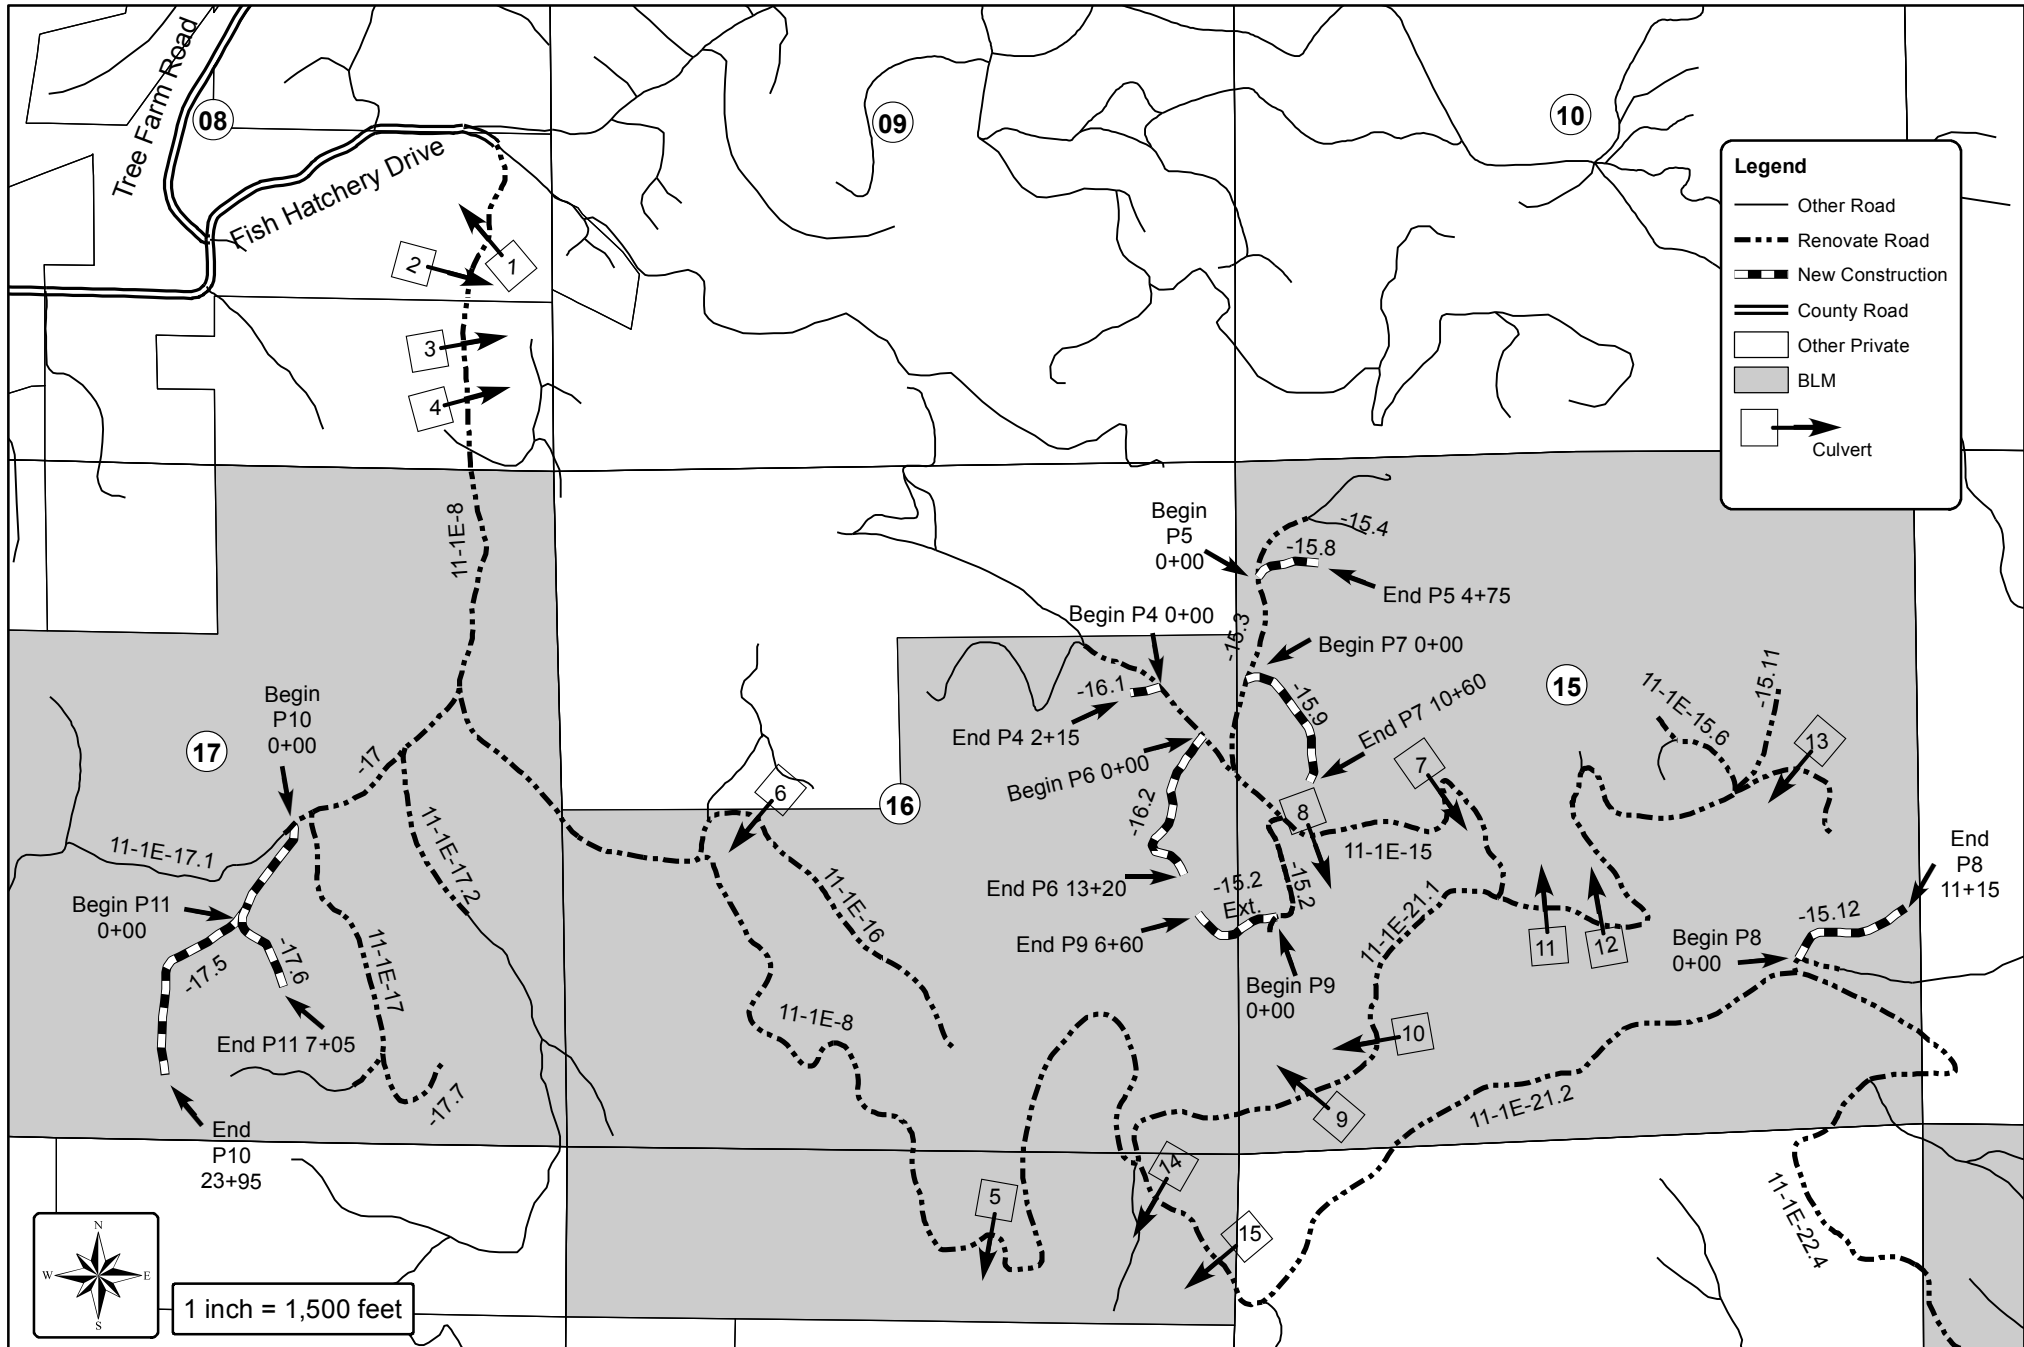 Tree Farm Road
08
Fish Hatchery Drive
09
10
Legend
Other Road
Renovate Road
New Construction
County Road
Other Private
BLM
Culvert
1
2
3
4
11-1E-8
Begin
P5
0+00
-15.4
-15.8
End P5 4+75
Begin P4 0+00
-15.3
Begin P7 0+00
-16.1
End P4 2+15
-15.9
End P7 10+60
15
11-1E-15.6
-15.11
13
Begin
P10
0+00
17
-17
Begin P6 0+00
7
6
16
8
-16.2
11-1E-15
11-1E-17.1
11-1E-17.2
11-1E-16
End
P8
11+15
End P6 13+20
-15.2
Ext.
-15.2
11-1E-21.1
Begin P11
0+00
-17.5
-17.6
11-1E-17
End P9 6+60
11
12
-15.12
Begin P8
0+00
Begin P9
0+00
11-1E-8
End P11 7+05
10
9
-17.7
11-1E-21.2
End
P10
23+95
14
5
15
11-1E-22.4
N
W
E
S
1 inch = 1,500 feet